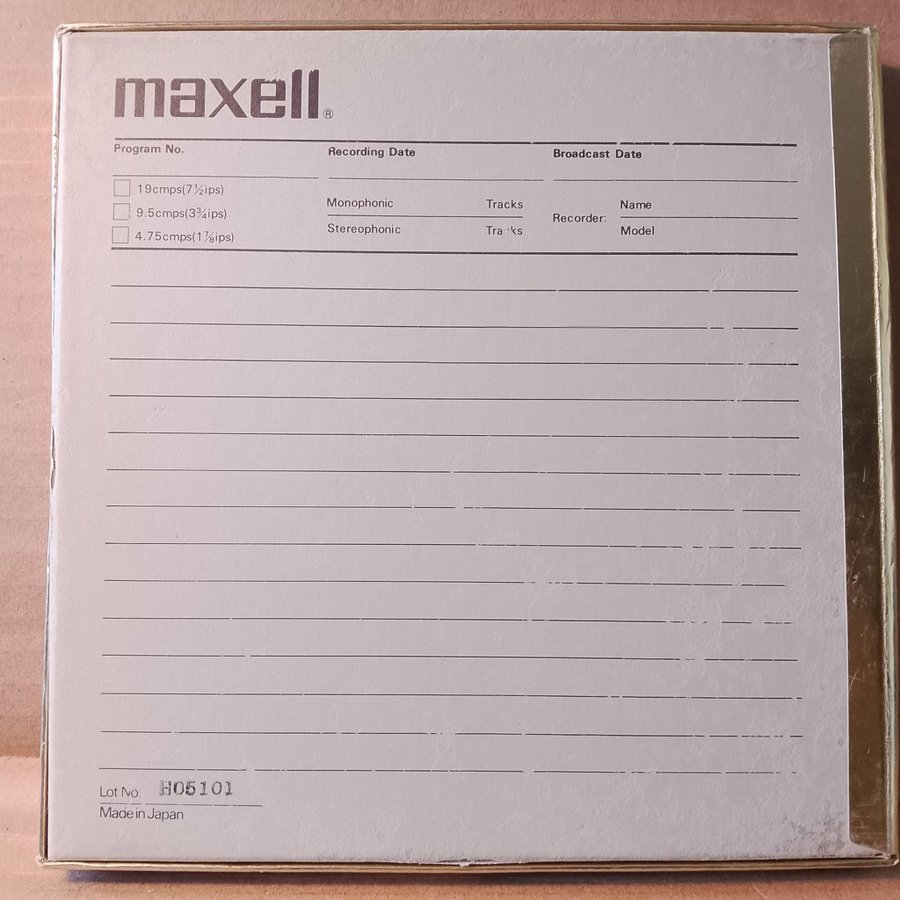 maxell®
Program No. Recording Date Broadcast Date
19cmps(7½ips)
9.5cmps(3¾ips)
4.75cmps(1⅞ips)
Monophonic Tracks
Stereophonic Tracks
Recorder:
Name
Model
Lot No. H05101
Made in Japan